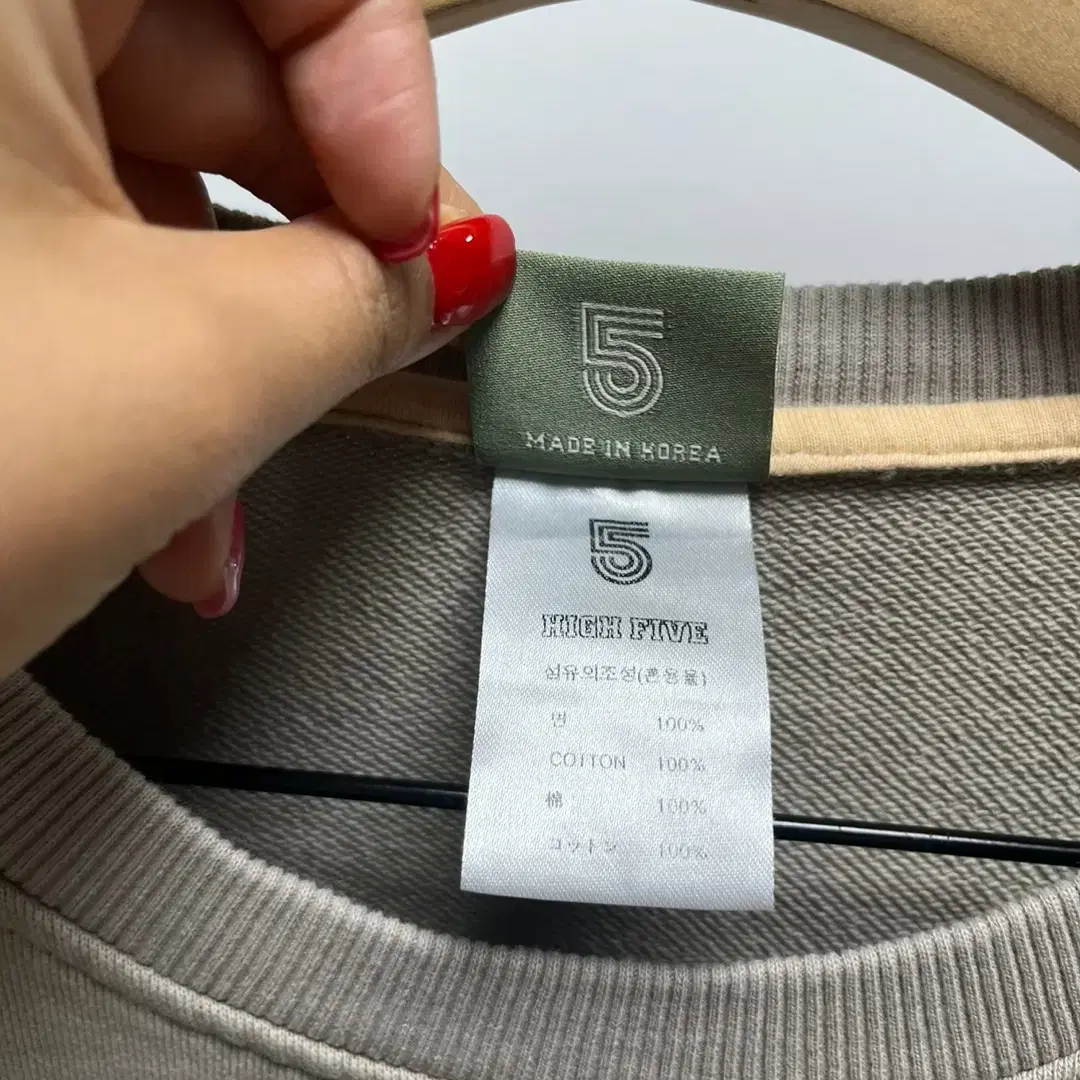 5
MADE IN KOREA
5
HIGH FIVE
섬유의조성(혼용율)
면 100%
COTTON 100%
棉 100%
コットン 100%